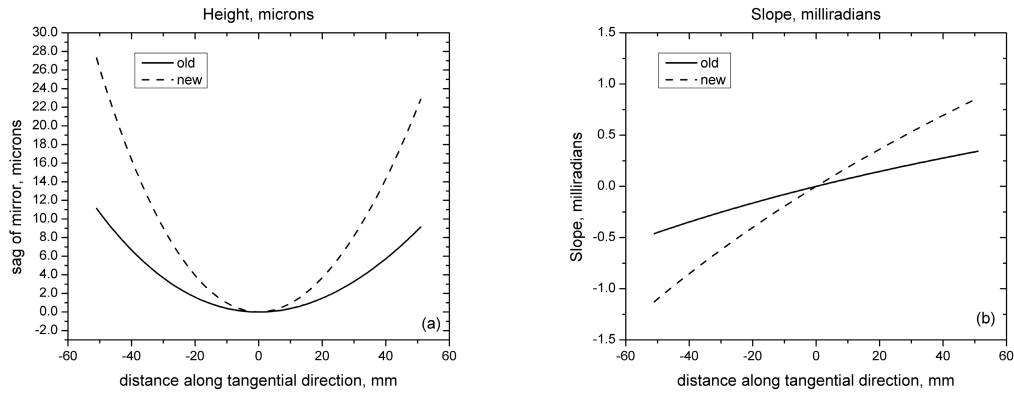 Height, microns
30.0
28.0
26.0
24.0
22.0
20.0
18.0
16.0
14.0
12.0
10.0
8.0
6.0
4.0
2.0
0.0
-2.0
sag of mirror, microns
old
new
(a)
-60 -40 -20 0 20 40 60
distance along tangential direction, mm
Slope, milliradians
1.5
1.0
0.5
0.0
-0.5
-1.0
-1.5
Slope, milliradians
old
new
(b)
-60 -40 -20 0 20 40 60
distance along tangential direction, mm